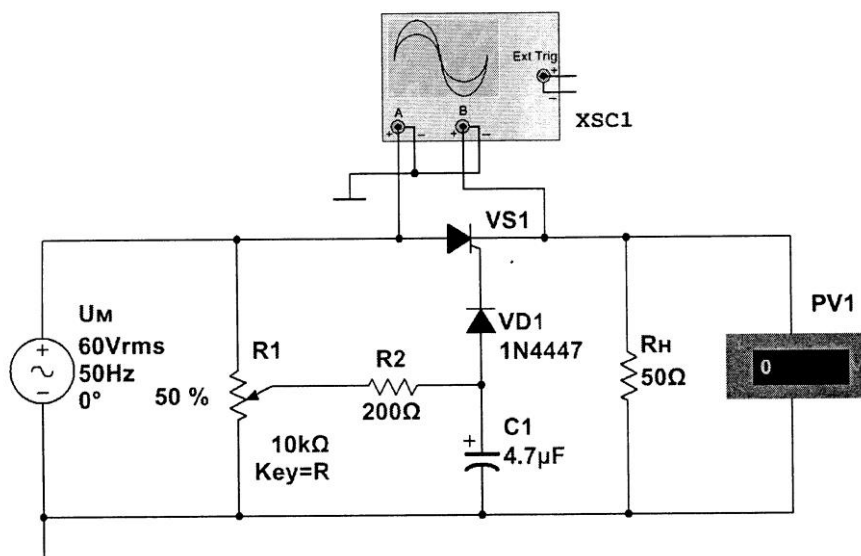 Ext Trig
+
−
A
B
+
−
+
−
XSC1
VS1
Uм
60Vrms
50Hz
0°
+
−
R1
50 %
10kΩ
Key=R
R2
200Ω
VD1
1N4447
+
C1
4.7µF
Rн
50Ω
PV1
0